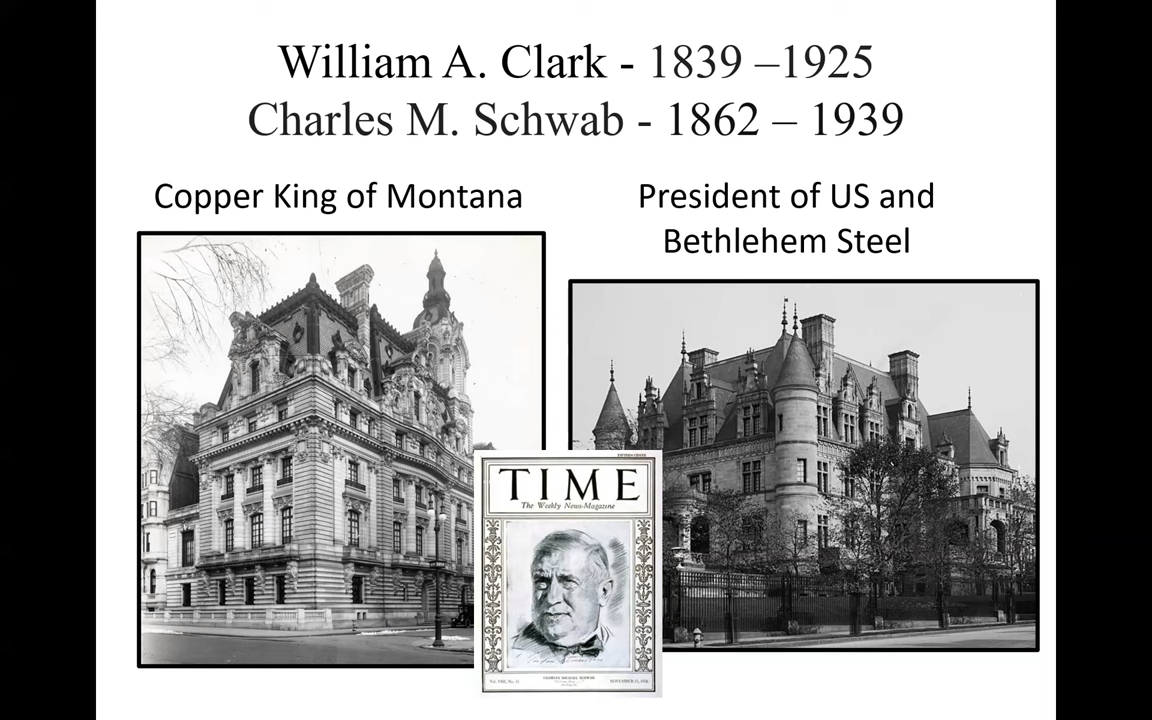 William A. Clark - 1839 –1925
Charles M. Schwab - 1862 – 1939
Copper King of Montana
President of US and
Bethlehem Steel
TIME
The Weekly News-Magazine